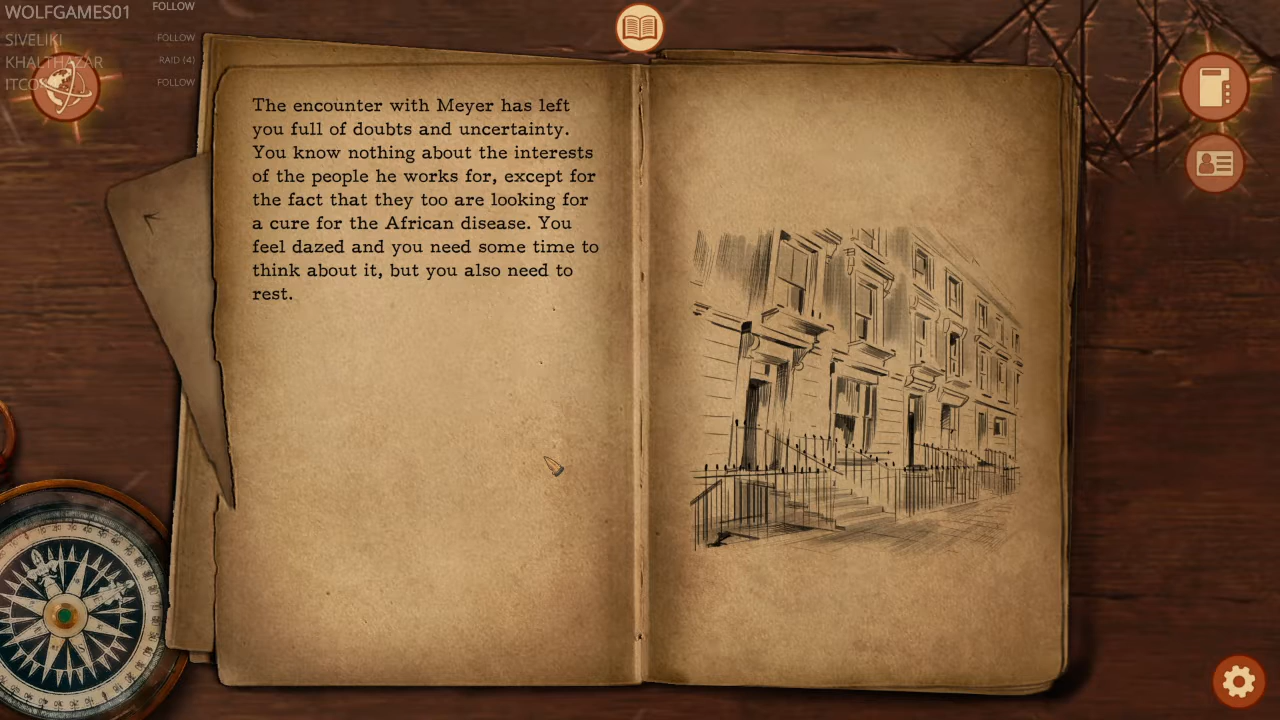 WOLFGAMES01 FOLLOW
SIVELIKI FOLLOW
KHALTHAZAR RAID (4)
FOLLOW
The encounter with Meyer has left
you full of doubts and uncertainty.
You know nothing about the interests
of the people he works for, except for
the fact that they too are looking for
a cure for the African disease. You
feel dazed and you need some time to
think about it, but you also need to
rest.